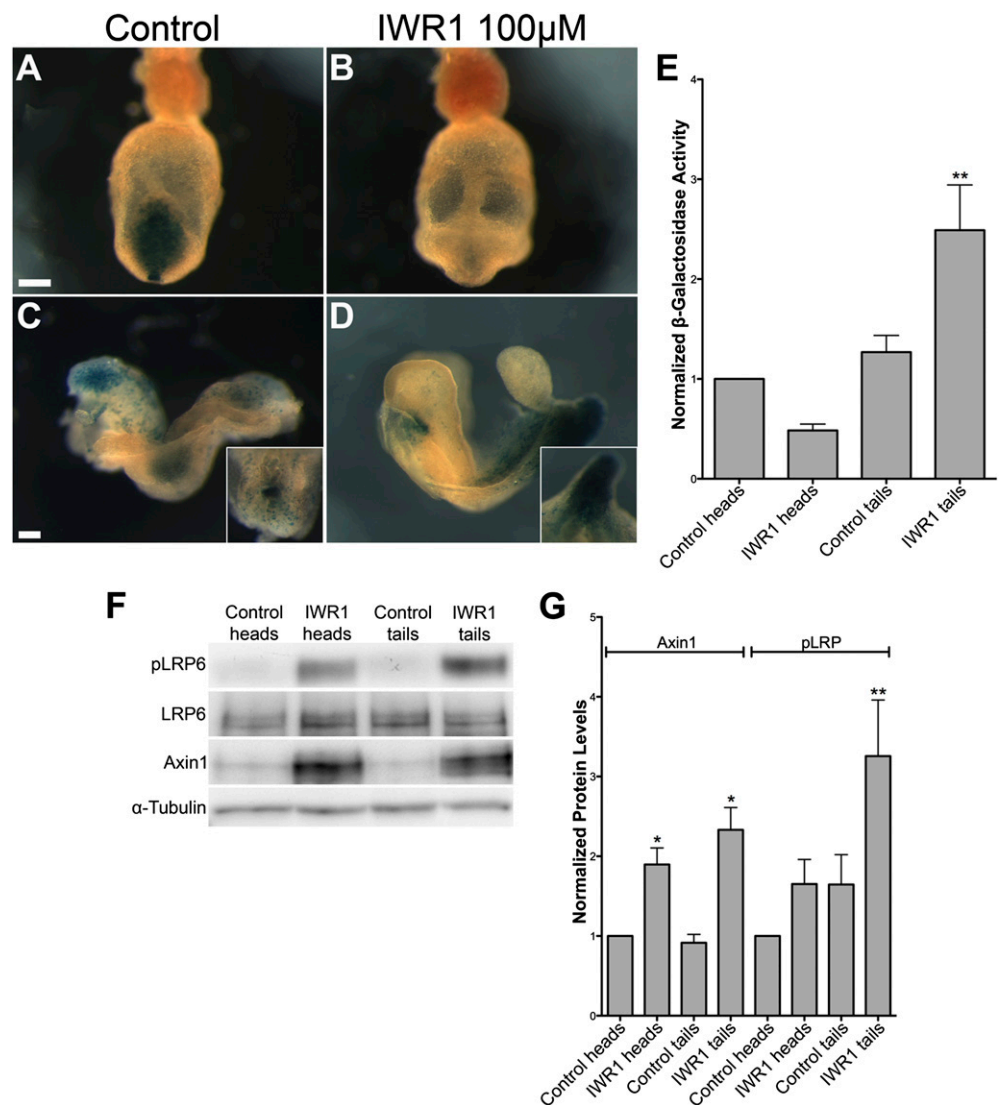 Control
IWR1 100µM
A
B
C
D
E
Normalized β-Galactosidase Activity
4
3
2
1
0
**
Control heads
IWR1 heads
Control tails
IWR1 tails
F
Control heads
IWR1 heads
Control tails
IWR1 tails
pLRP6
LRP6
Axin1
α-Tubulin
G
Normalized Protein Levels
5
4
3
2
1
0
Axin1
pLRP
*
*
**
Control heads
IWR1 heads
Control tails
IWR1 tails
Control heads
IWR1 heads
Control tails
IWR1 tails